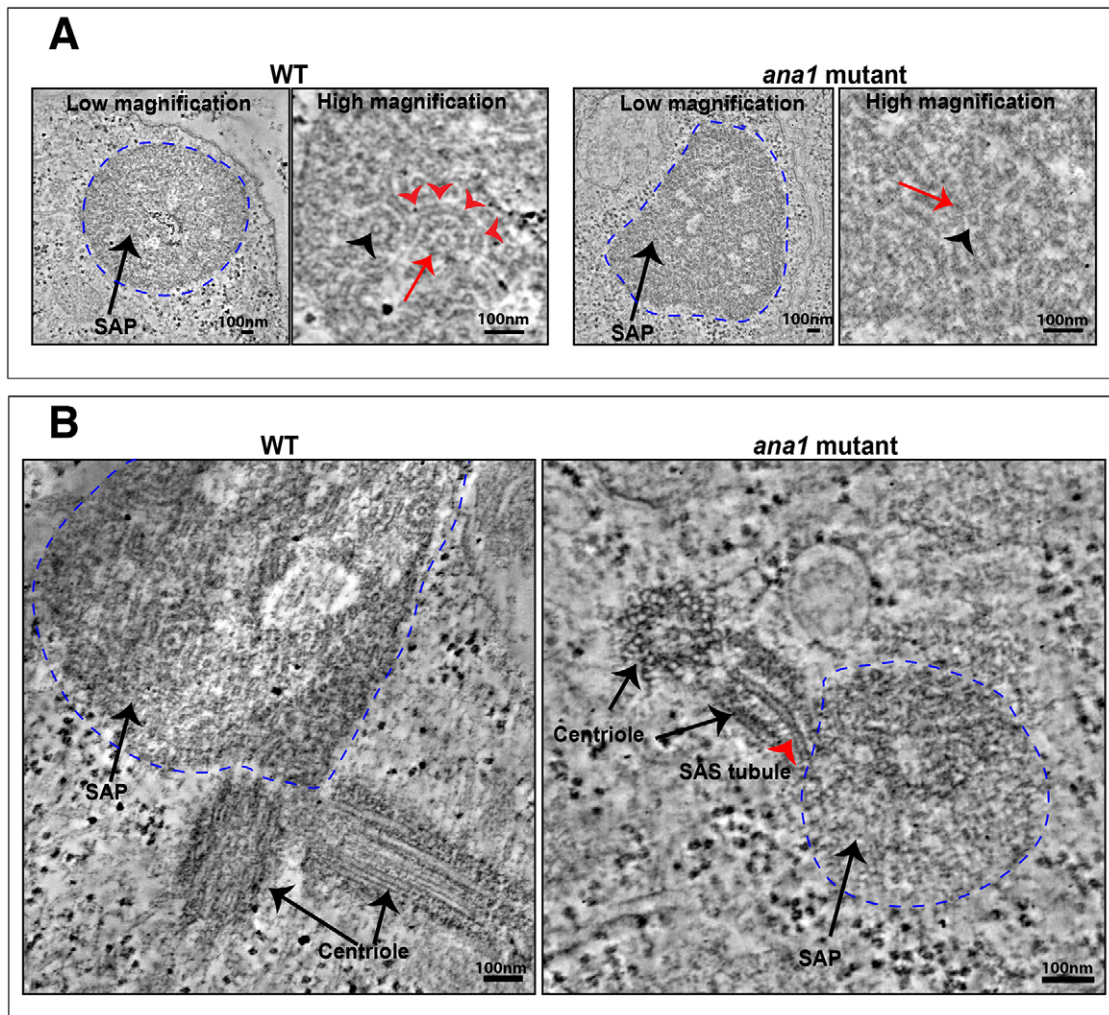 A
WT
ana1 mutant
Low magnification
High magnification
Low magnification
High magnification
SAP
100nm
100nm
SAP
100nm
100nm
B
WT
ana1 mutant
SAP
Centriole
100nm
Centriole
SAS tubule
SAP
100nm